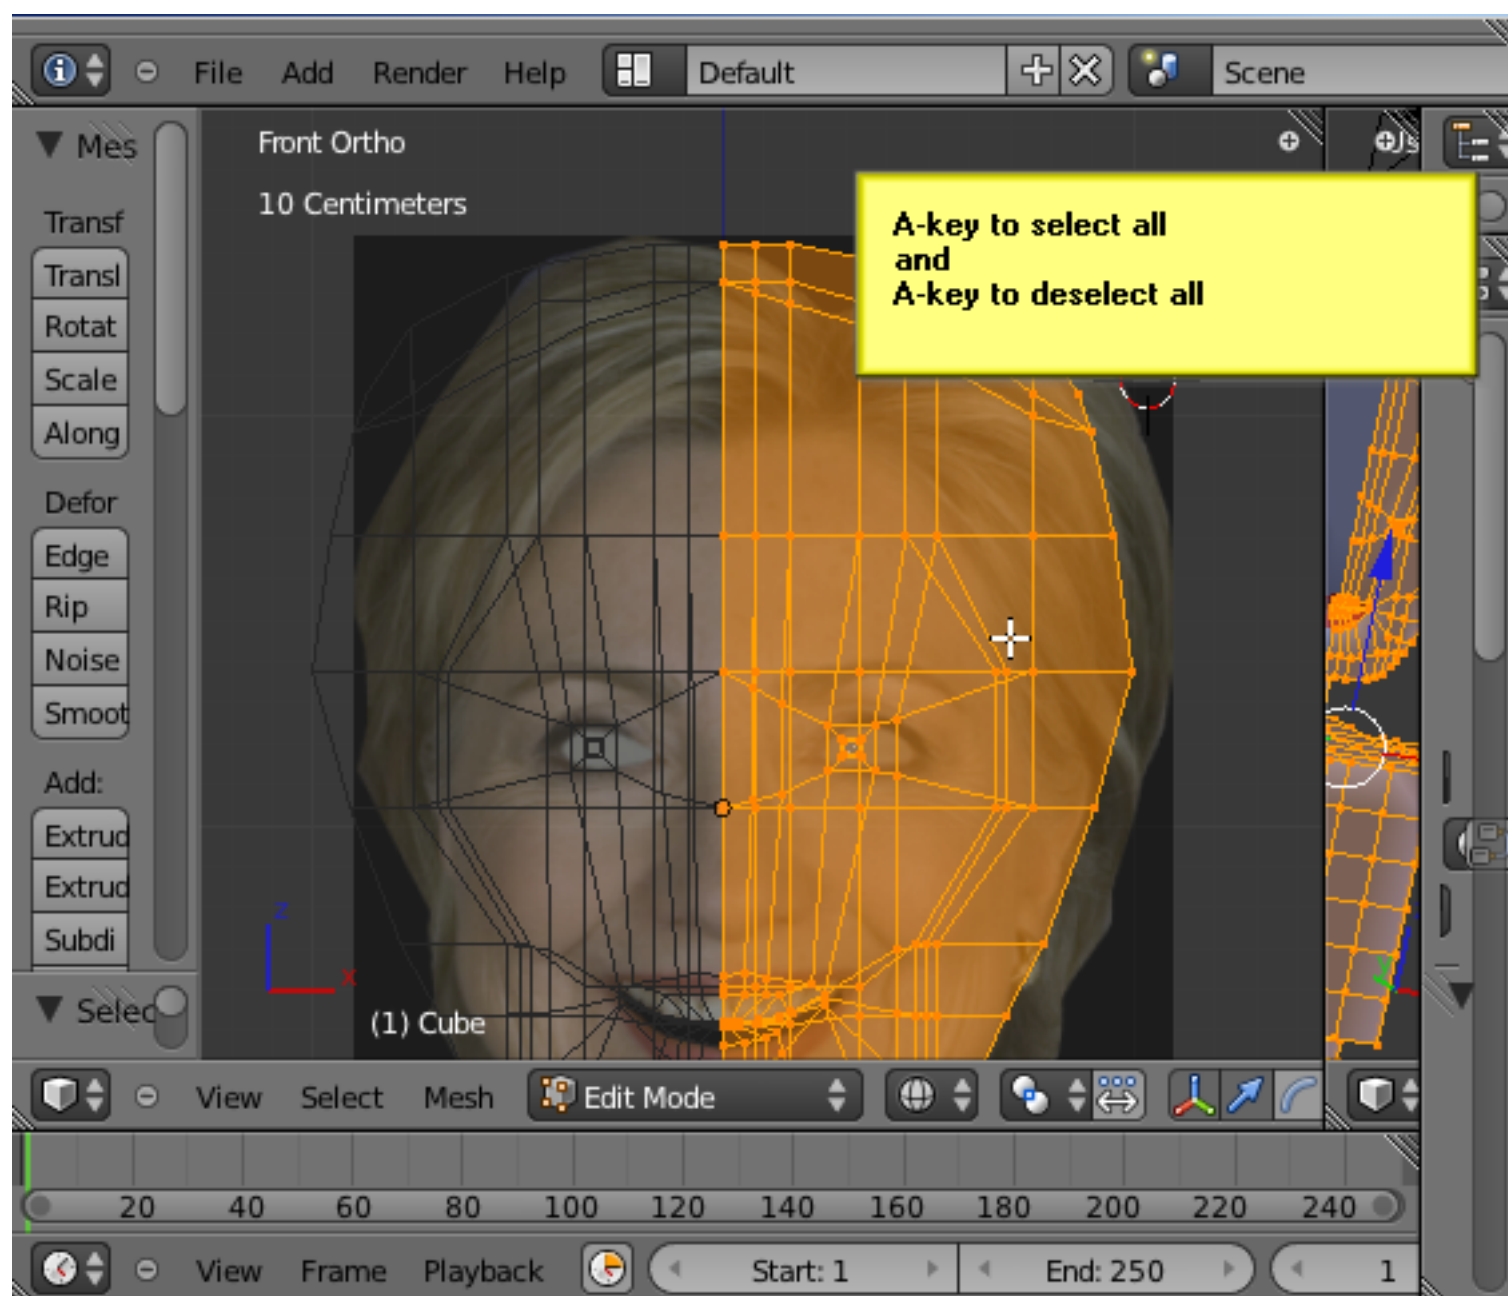 File Add Render Help Default Scene
Mes
Front Ortho
10 Centimeters
A-key to select all
and
A-key to deselect all
Transf
Transl
Rotat
Scale
Along
Defor
Edge
Rip
Noise
Smoot
Add:
Extrud
Extrud
Subdi
Selec
z
x
y
(1) Cube
View Select Mesh Edit Mode
20 40 60 80 100 120 140 160 180 200 220 240
View Frame Playback Start: 1 End: 250 1